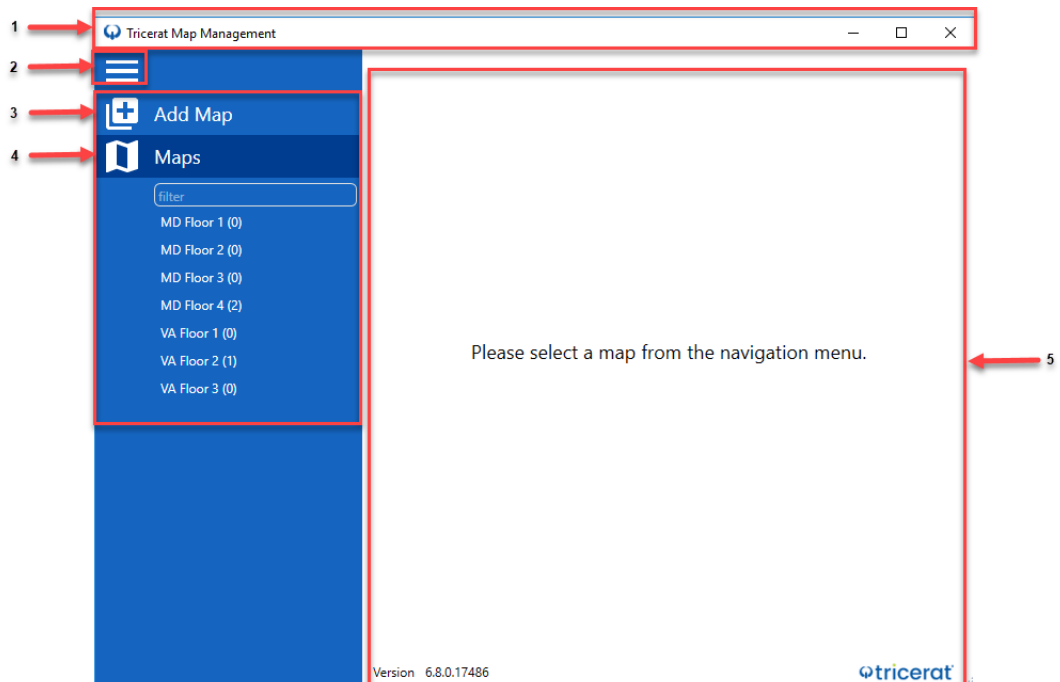 1
Tricerat Map Management
2
3
Add Map
4
Maps
filter
MD Floor 1 (0)
MD Floor 2 (0)
MD Floor 3 (0)
MD Floor 4 (2)
VA Floor 1 (0)
VA Floor 2 (1)
VA Floor 3 (0)
Please select a map from the navigation menu.
5
Version 6.8.0.17486
tricerat